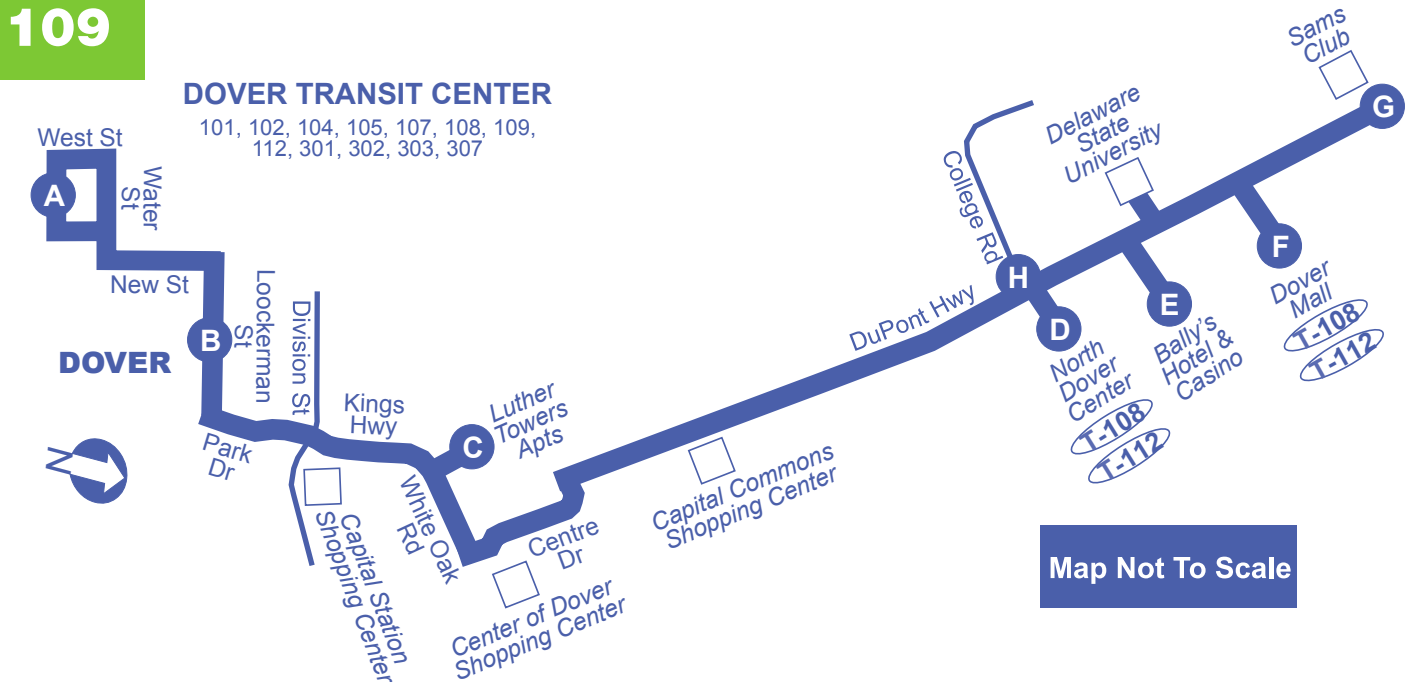 109
DOVER TRANSIT CENTER
101, 102, 104, 105, 107, 108, 109,
112, 301, 302, 303, 307
West St
A
Water
St
New St
B
Loockerman
St
DOVER
Division St
Park
Dr
Kings
Hwy
N
C
Luther
Towers
Apts
White Oak
Rd
Capital Station
Shopping Center
Centre
Dr
Center of Dover
Shopping Center
Capital Commons
Shopping Center
DuPont Hwy
College Rd
H
D
North
Dover
Center
T-108
T-112
Delaware
State
University
E
Bally's
Hotel &
Casino
F
Dover
Mall
T-108
T-112
Sams
Club
G
Map Not To Scale